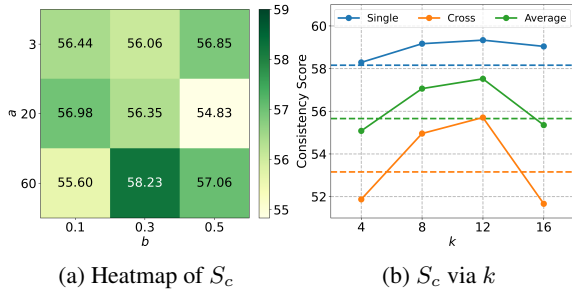 59
58
57
56
55
3
20
60
a
56.44 56.06 56.85
56.98 56.35 54.83
55.60 58.23 57.06
0.1 0.3 0.5
b
(a) Heatmap of S_c
Single Cross Average
Consistency Score
60
58
56
54
52
4 8 12 16
k
(b) S_c via k